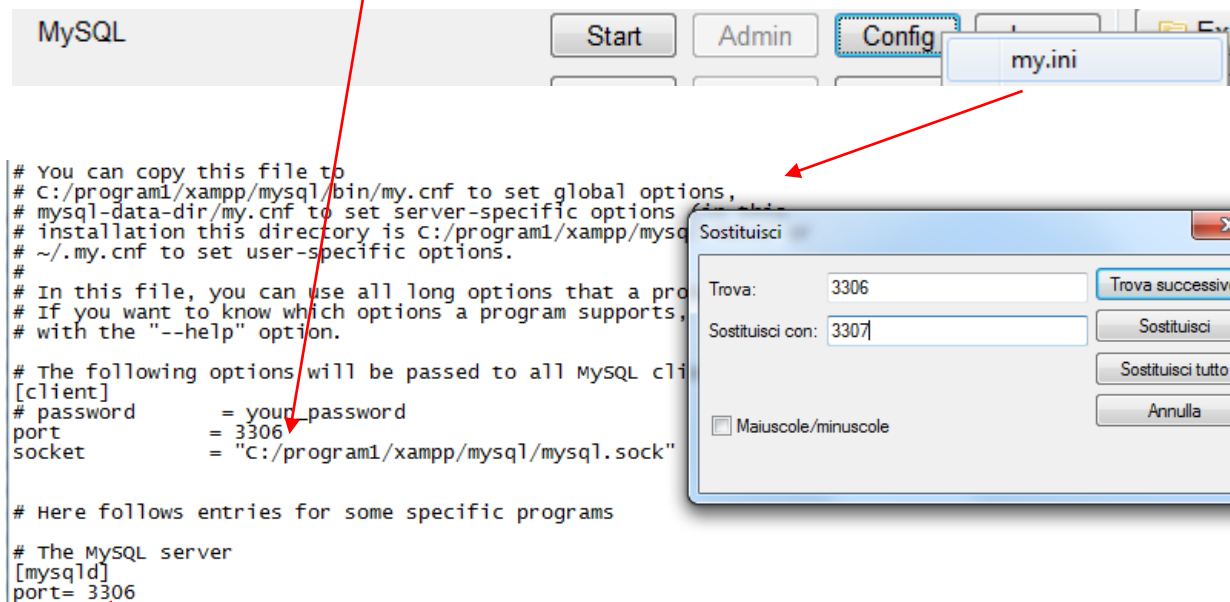 MySQL
Start
Admin
Config
my.ini
# You can copy this file to
# C:/program1/xampp/mysql/bin/my.cnf to set global options,
# mysql-data-dir/my.cnf to set server-specific options
# installation this directory is C:/program1/xampp/mysq
# ~/.my.cnf to set user-specific options.
#
# In this file, you can use all long options that a pro
# If you want to know which options a program supports,
# with the "--help" option.
# The following options will be passed to all MySQL cli
[client]
# password = your_password
port = 3306
socket = "C:/program1/xampp/mysql/mysql.sock"
# Here follows entries for some specific programs
# The MySQL server
[mysqld]
port= 3306
Sostituisci
Trova: 3306
Trova successivo
Sostituisci con: 3307
Sostituisci
Sostituisci tutto
Annulla
Maiuscole/minuscole